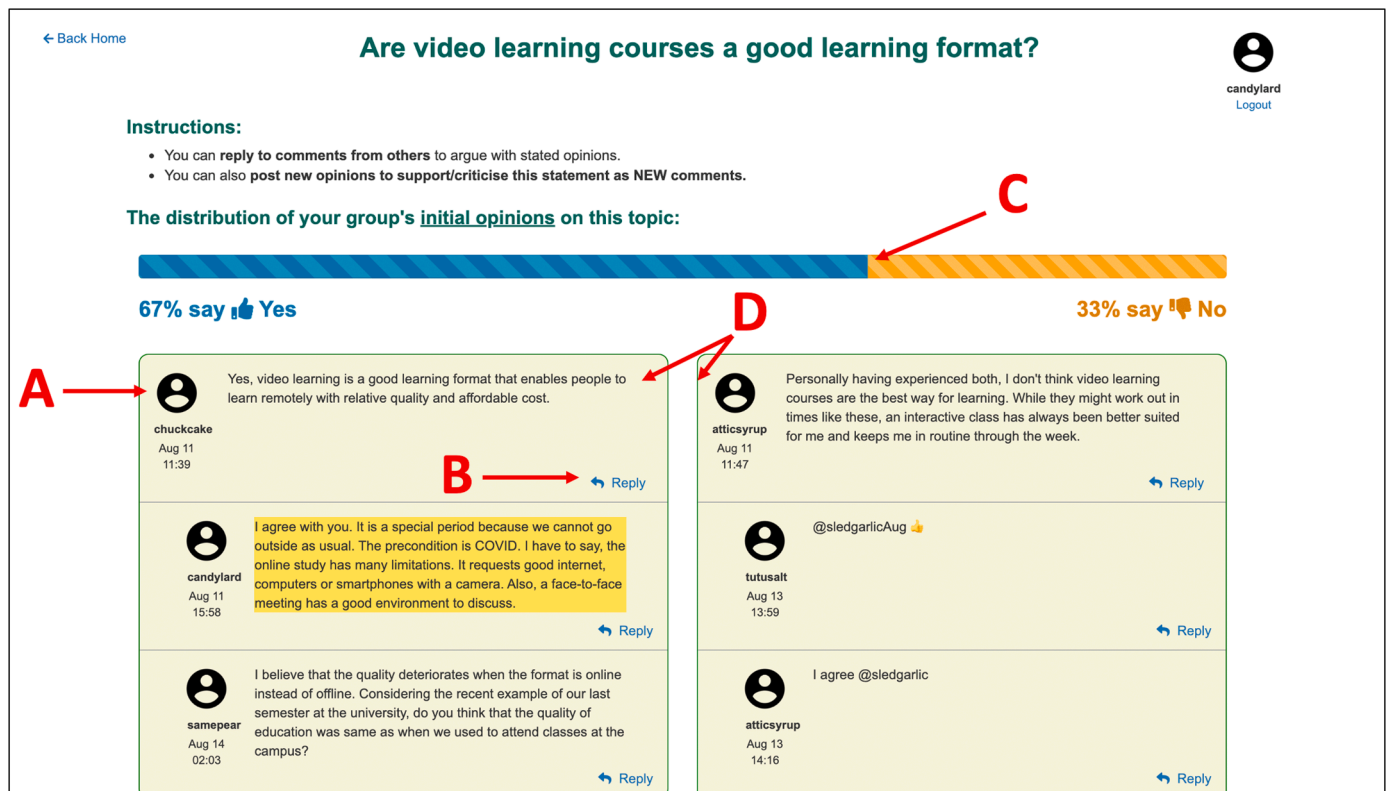 Back Home
Are video learning courses a good learning format?
candylard
Logout
Instructions:
• You can reply to comments from others to argue with stated opinions.
• You can also post new opinions to support/criticise this statement as NEW comments.
C
The distribution of your group's initial opinions on this topic:
67% say 👍 Yes
D
33% say 👎 No
A
chuckcake
Aug 11
11:39
Yes, video learning is a good learning format that enables people to
learn remotely with relative quality and affordable cost.
B
Reply
candylard
Aug 11
15:58
I agree with you. It is a special period because we cannot go
outside as usual. The precondition is COVID. I have to say, the
online study has many limitations. It requests good internet,
computers or smartphones with a camera. Also, a face-to-face
meeting has a good environment to discuss.
Reply
samepear
Aug 14
02:03
I believe that the quality deteriorates when the format is online
instead of offline. Considering the recent example of our last
semester at the university, do you think that the quality of
education was same as when we used to attend classes at the
campus?
Reply
atticsyrup
Aug 11
11:47
Personally having experienced both, I don't think video learning
courses are the best way for learning. While they might work out in
times like these, an interactive class has always been better suited
for me and keeps me in routine through the week.
Reply
tutusalt
Aug 13
13:59
@sledgarlicAug 👍
Reply
atticsyrup
Aug 13
14:16
I agree @sledgarlic
Reply